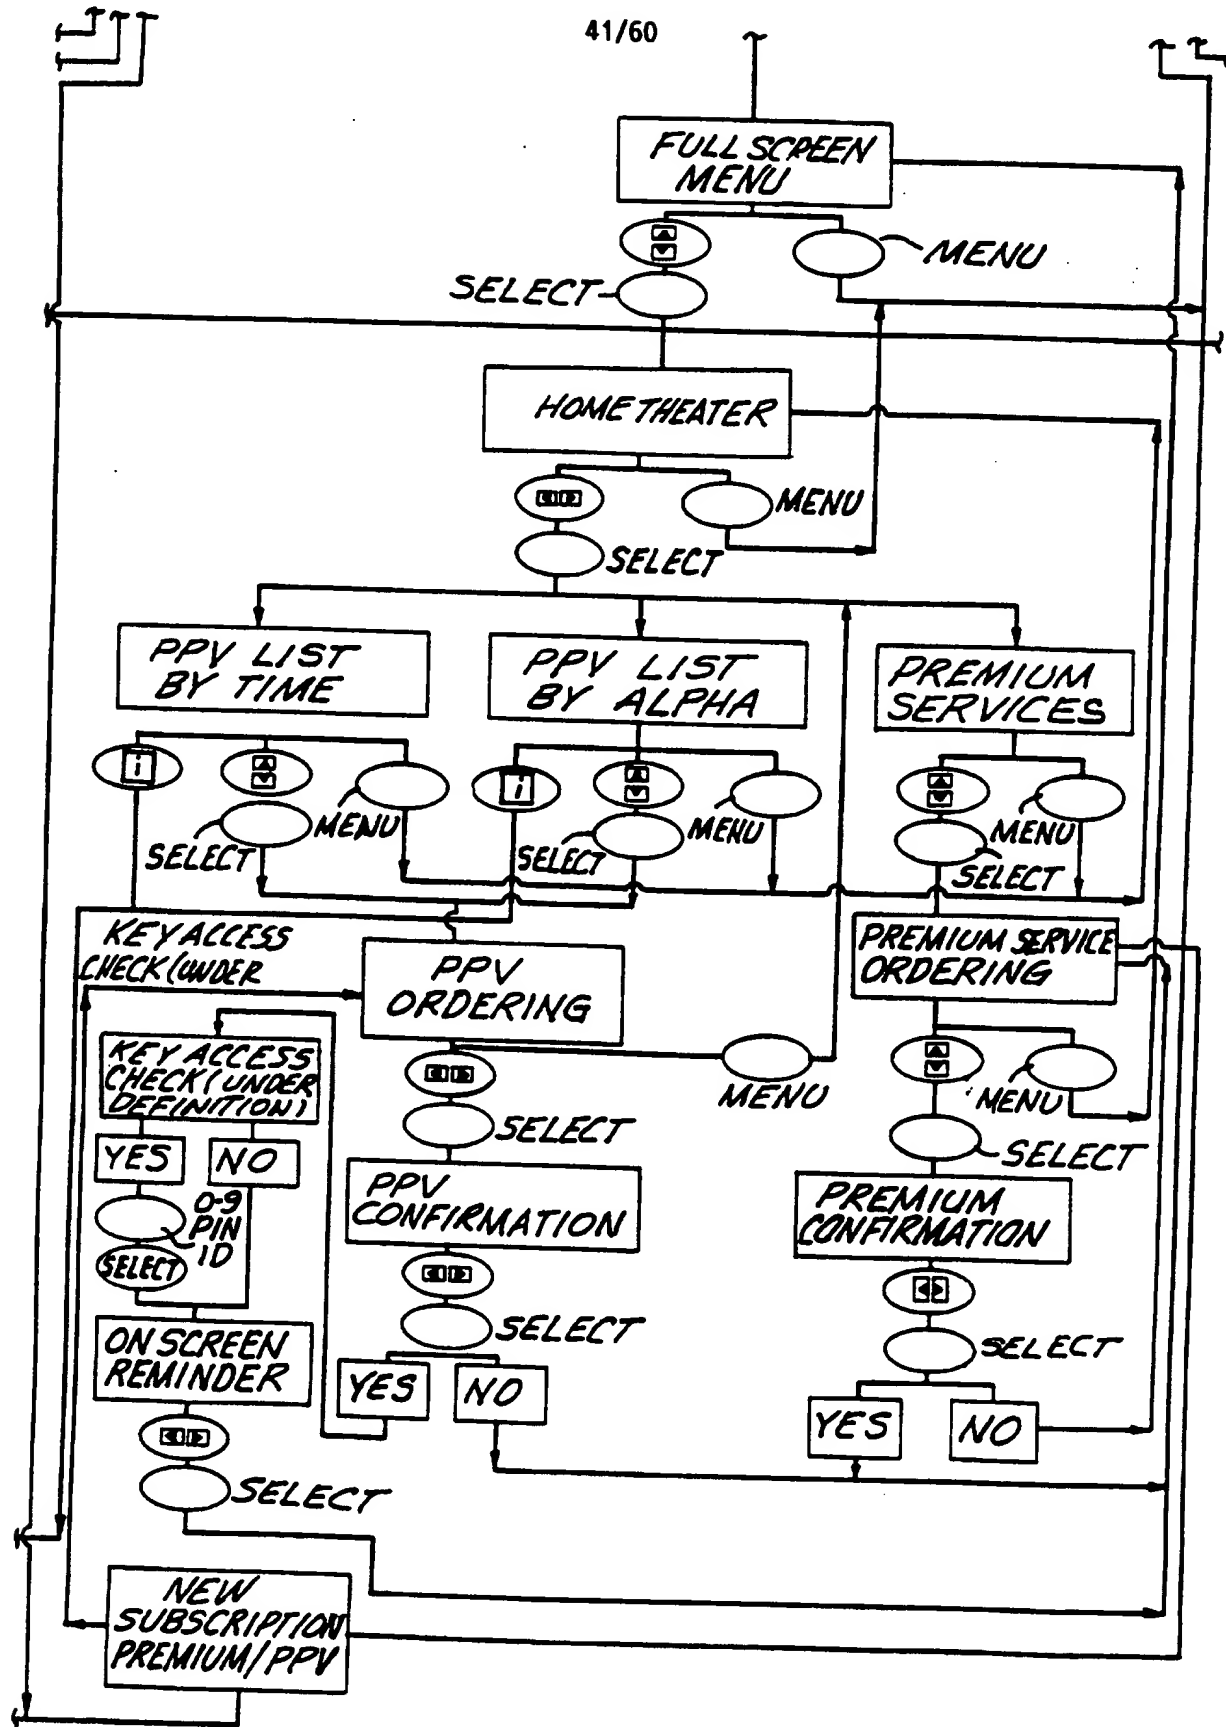 41/60
FULL SCREEN
MENU
MENU
SELECT
HOME THEATER
MENU
SELECT
PPV LIST
BY TIME
PPV LIST
BY ALPHA
PREMIUM
SERVICES
i
i
MENU
SELECT
MENU
SELECT
MENU
SELECT
KEY ACCESS
CHECK (UNDER
PPV
ORDERING
PREMIUM SERVICE
ORDERING
KEY ACCESS
CHECK (UNDER
DEFINITION)
MENU
MENU
SELECT
SELECT
YES
NO
0-9
PIN
ID
SELECT
PPV
CONFIRMATION
PREMIUM
CONFIRMATION
SELECT
SELECT
ON SCREEN
REMINDER
YES
NO
YES
NO
SELECT
NEW
SUBSCRIPTION
PREMIUM/PPV